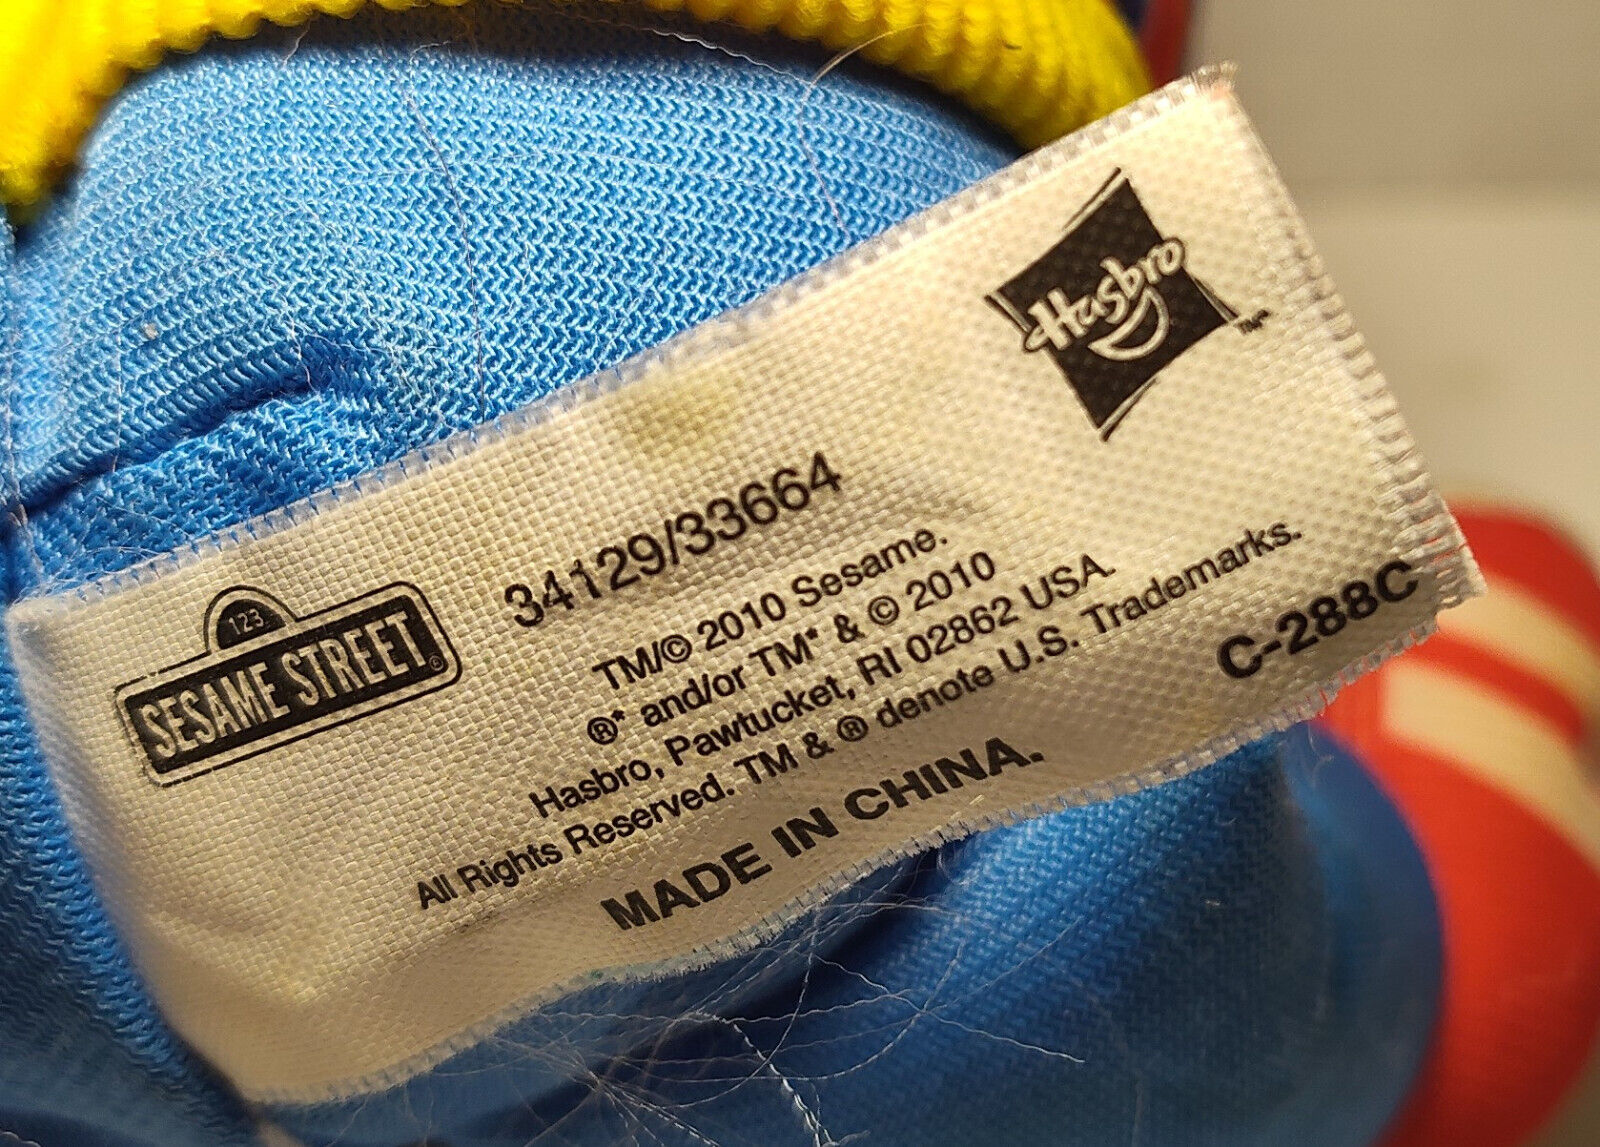 Hasbro
TM
34129/33664
123
SESAME STREET®
TM/© 2010 Sesame.
®* and/or TM* & © 2010
Hasbro, Pawtucket, RI 02862 USA.
All Rights Reserved. TM & ® denote U.S. Trademarks.
MADE IN CHINA.
C-288C